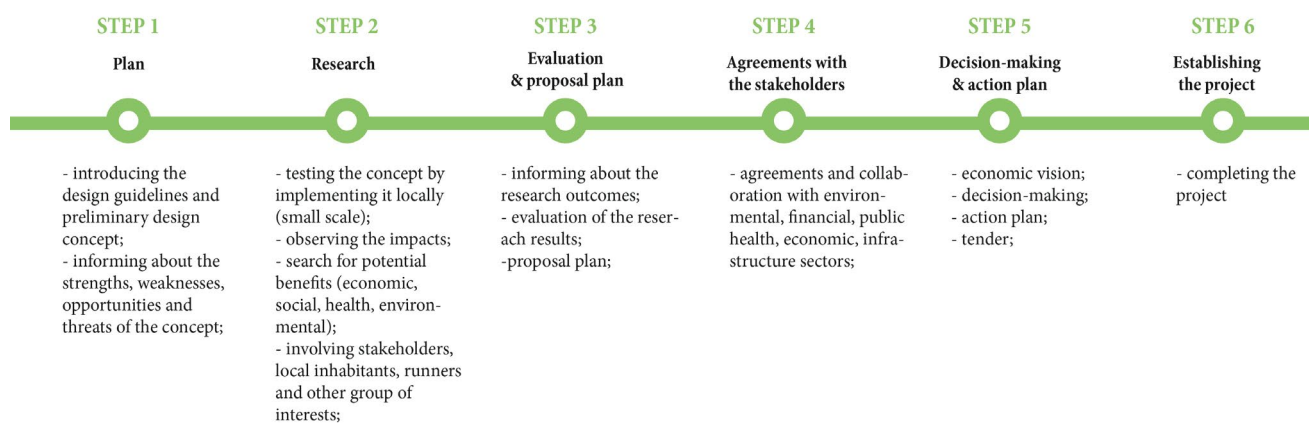 STEP 1
Plan
- introducing the
design guidelines and
preliminary design
concept;
- informing about the
strengths, weaknesses,
opportunities and
threats of the concept;
STEP 2
Research
- testing the concept by
implementing it locally
(small scale);
- observing the impacts;
- search for potential
benefits (economic,
social, health, environ-
mental);
- involving stakeholders,
local inhabitants, runners
and other group of
interests;
STEP 3
Evaluation
& proposal plan
- informing about the
research outcomes;
- evaluation of the reser-
ach results;
-proposal plan;
STEP 4
Agreements with
the stakeholders
- agreements and collab-
oration with environ-
mental, financial, public
health, economic, infra-
structure sectors;
STEP 5
Decision-making
& action plan
- economic vision;
- decision-making;
- action plan;
- tender;
STEP 6
Establishing
the project
- completing the
project